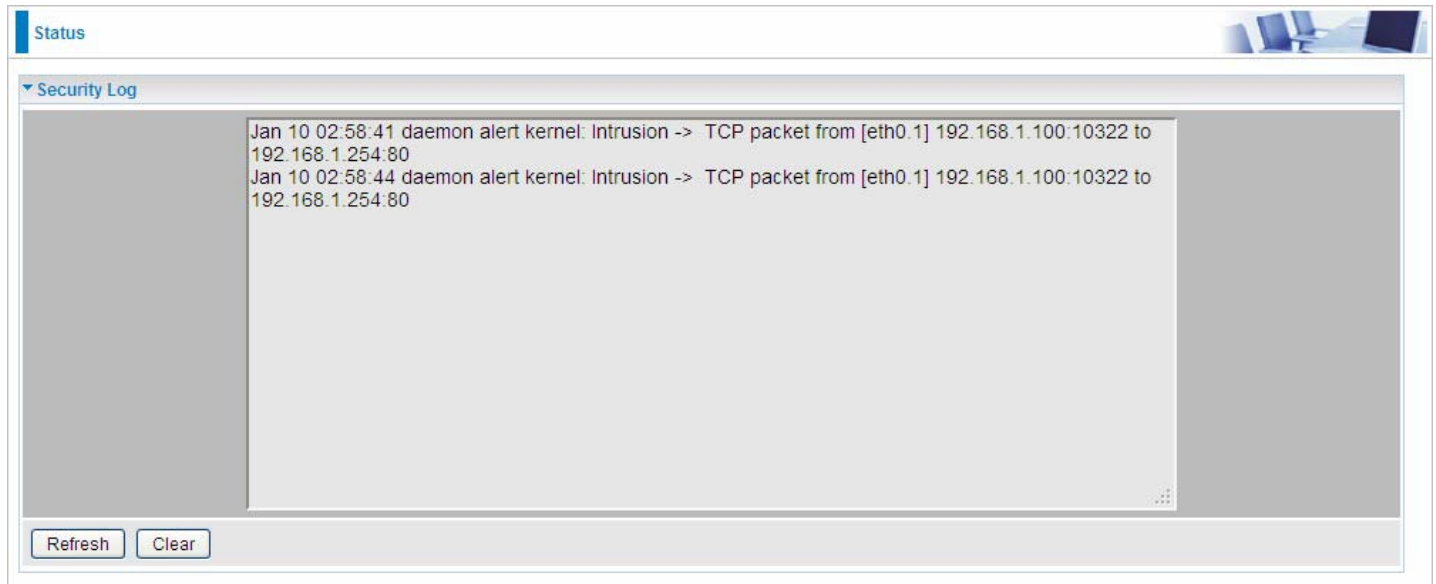 Status
Security Log
Jan 10 02:58:41 daemon alert kernel: Intrusion -> TCP packet from [eth0.1] 192.168.1.100:10322 to
192.168.1.254:80
Jan 10 02:58:44 daemon alert kernel: Intrusion -> TCP packet from [eth0.1] 192.168.1.100:10322 to
192.168.1.254:80
Refresh Clear